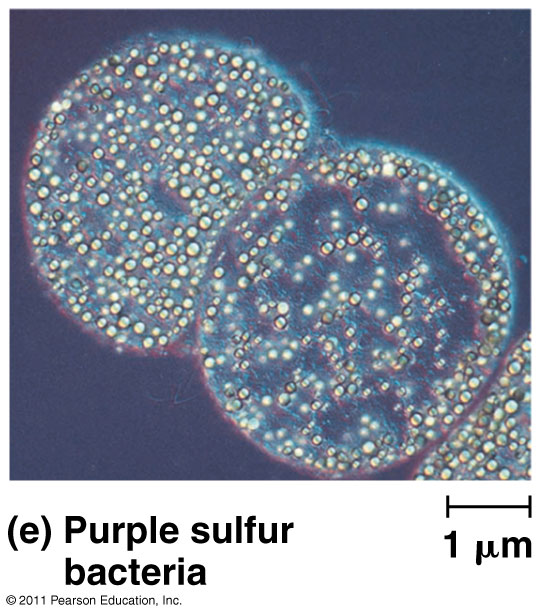 (e) Purple sulfur
bacteria
1 μm
© 2011 Pearson Education, Inc.